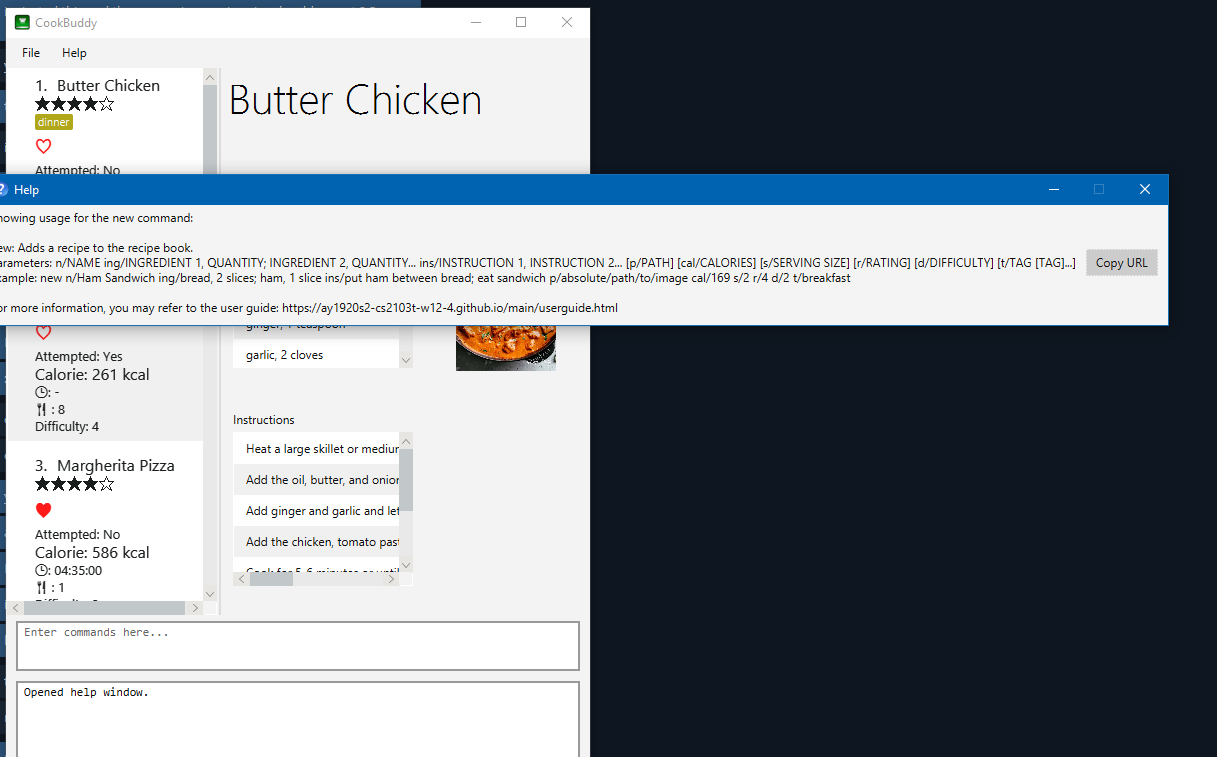 CookBuddy
File Help
1. Butter Chicken
dinner
Attempted: No
Butter Chicken
Help
howing usage for the new command:
ew: Adds a recipe to the recipe book.
arameters: n/NAME ing/INGREDIENT 1, QUANTITY; INGREDIENT 2, QUANTITY... ins/INSTRUCTION 1, INSTRUCTION 2... [p/PATH] [cal/CALORIES] [s/SERVING SIZE] [r/RATING] [d/DIFFICULTY] [t/TAG [TAG]...]
xample: new n/Ham Sandwich ing/bread, 2 slices; ham, 1 slice ins/put ham between bread; eat sandwich p/absolute/path/to/image cal/169 s/2 r/4 d/2 t/breakfast
or more information, you may refer to the user guide: https://ay1920s2-cs2103t-w12-4.github.io/main/userguide.html
Copy URL
Attempted: Yes
Calorie: 261 kcal
: -
: 8
Difficulty: 4
3. Margherita Pizza
Attempted: No
Calorie: 586 kcal
: 04:35:00
: 1
ginger, 1 teaspoon
garlic, 2 cloves
Instructions
Heat a large skillet or mediur
Add the oil, butter, and onior
Add ginger and garlic and let
Add the chicken, tomato past
Cook for 5-6 minutes or until
Enter commands here...
Opened help window.